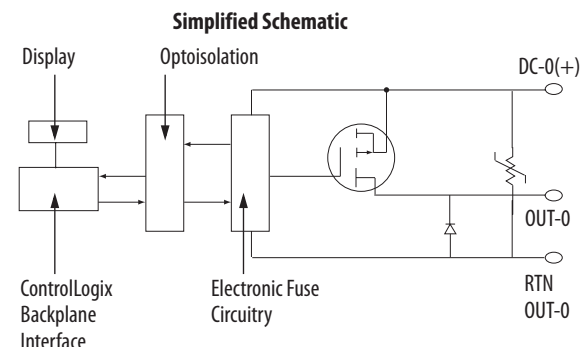 Simplified Schematic
Display
Optoisolation
DC-0(+)
OUT-0
ControlLogix
Backplane
Interface
Electronic Fuse
Circuitry
RTN
OUT-0